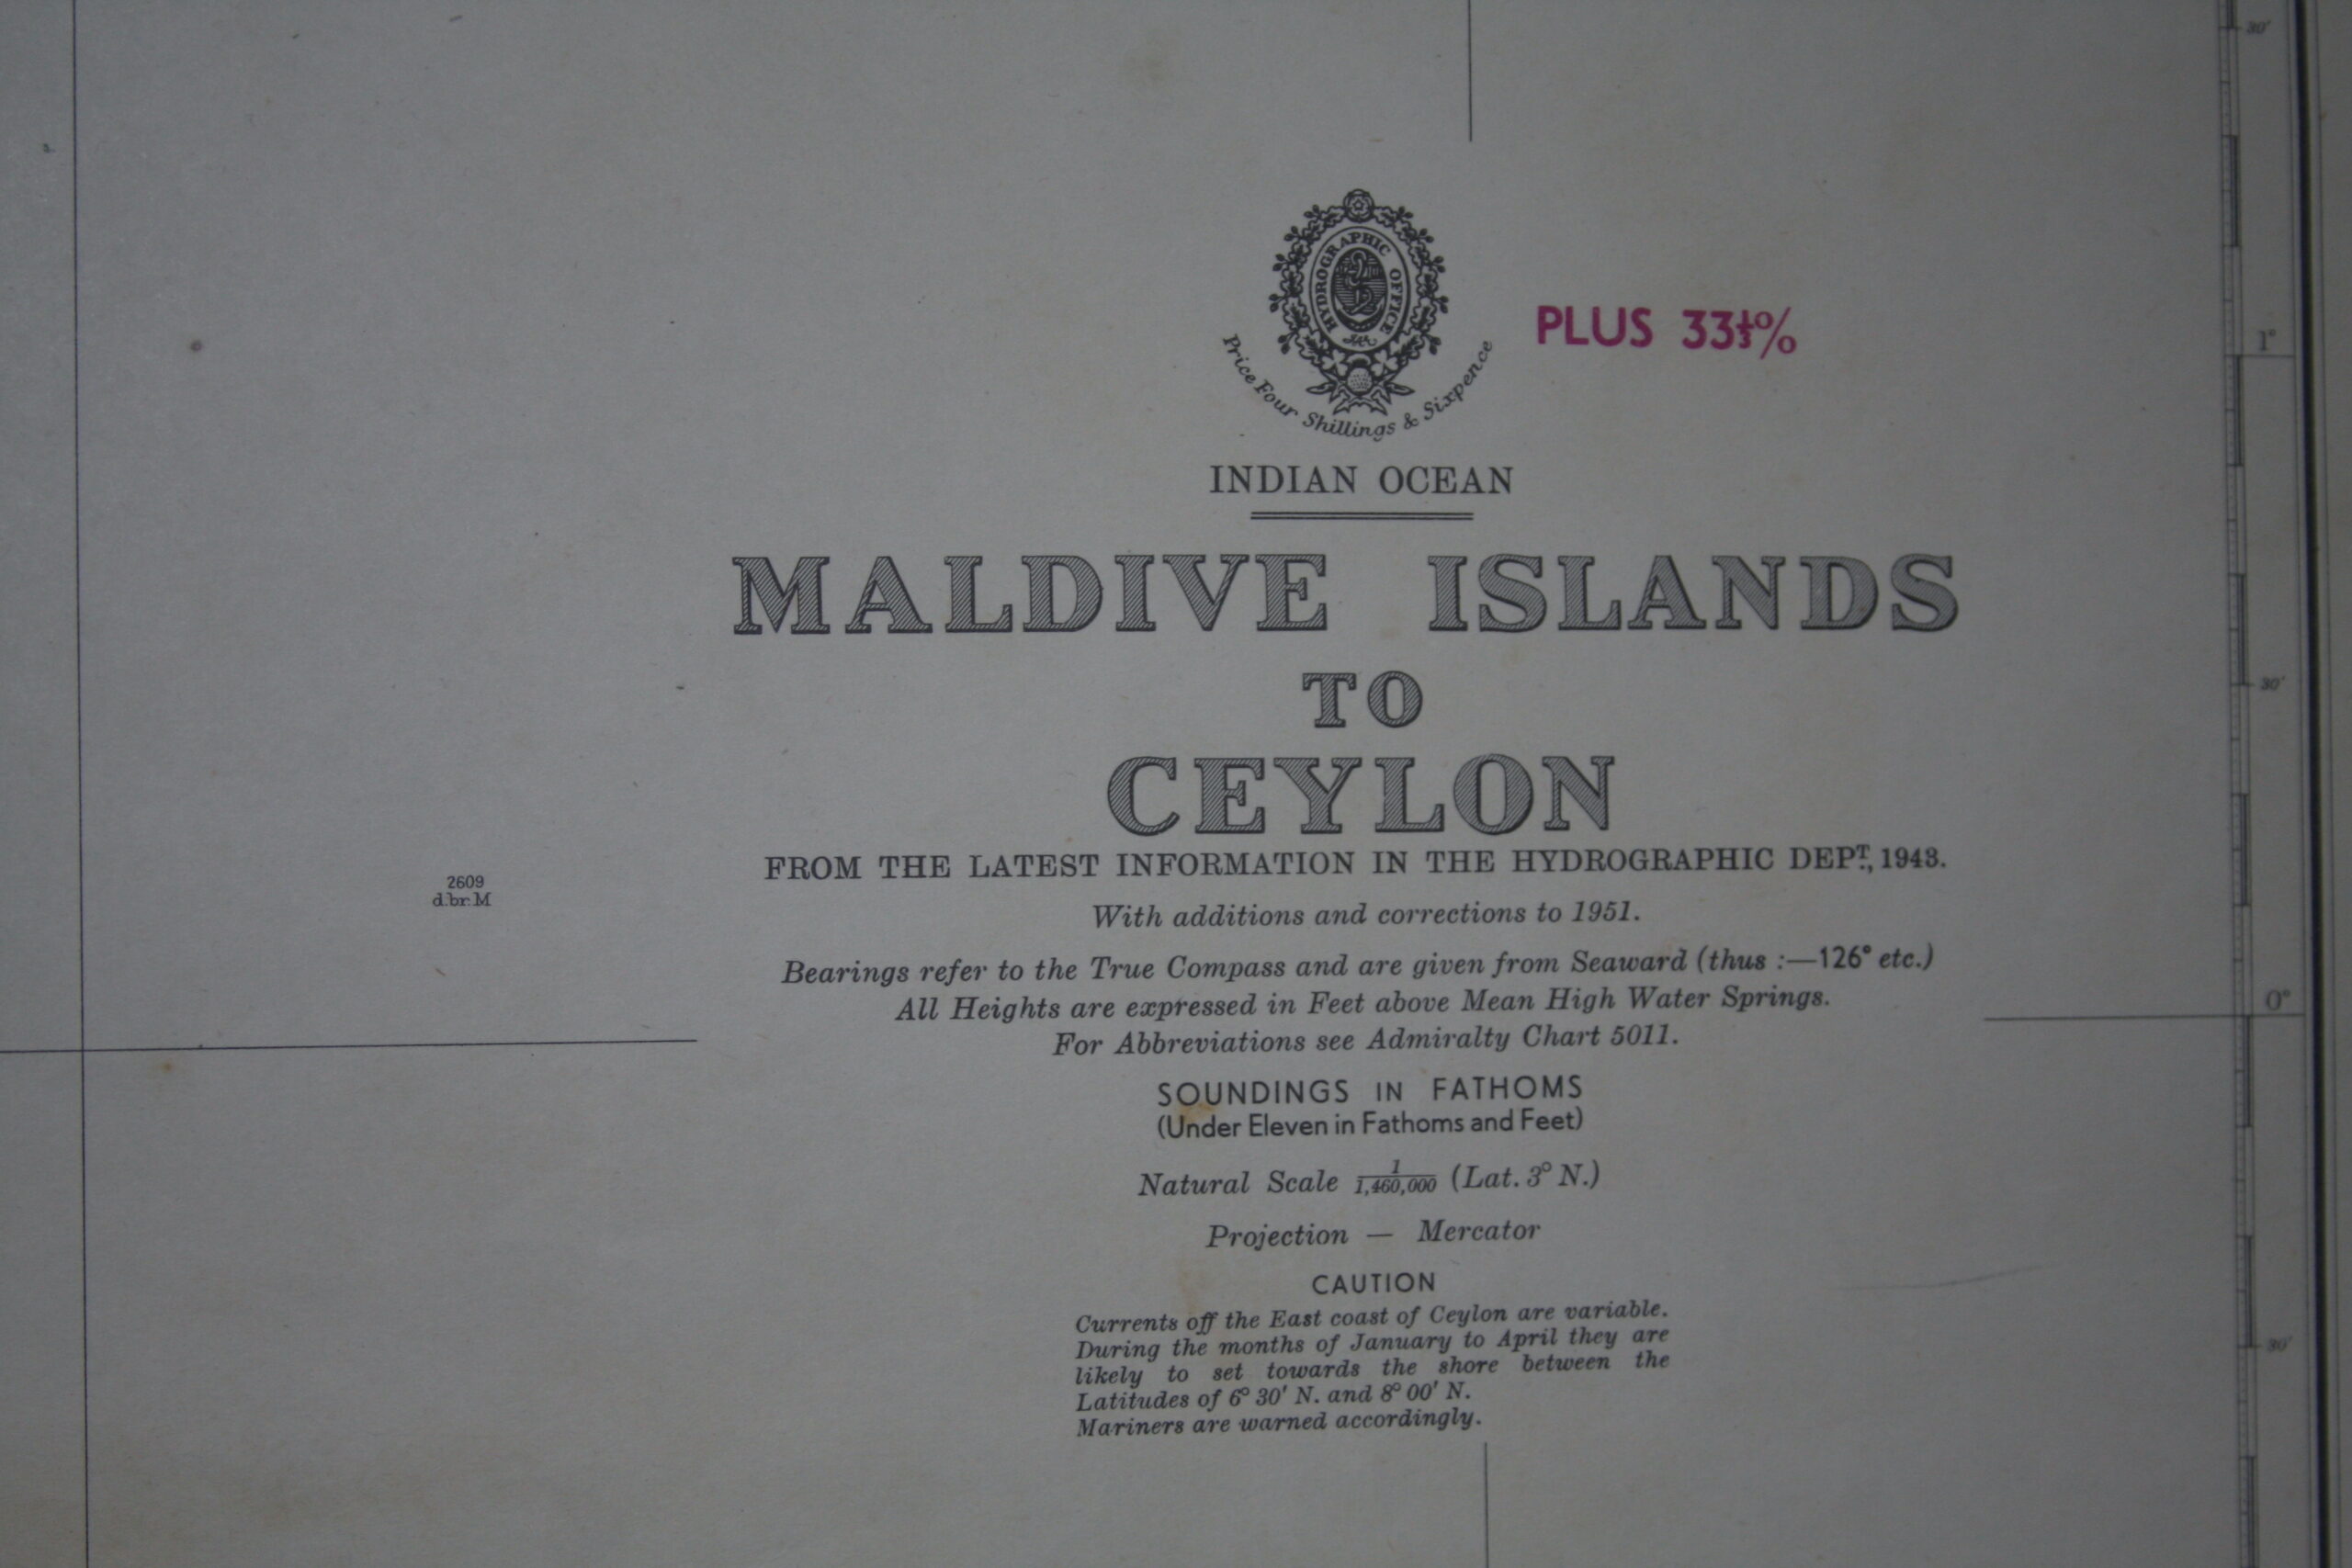 30'
HYDROGRAPHIC OFFICE
PLUS 33⅓%
1°
Price Four Shillings & Sixpence
INDIAN OCEAN
MALDIVE ISLANDS
30'
TO
CEYLON
FROM THE LATEST INFORMATION IN THE HYDROGRAPHIC DEPT, 1943.
2609
d.br.M
With additions and corrections to 1951.
Bearings refer to the True Compass and are given from Seaward (thus :—126° etc.)
All Heights are expressed in Feet above Mean High Water Springs.
0°
For Abbreviations see Admiralty Chart 5011.
SOUNDINGS IN FATHOMS
(Under Eleven in Fathoms and Feet)
Natural Scale 1/1,460,000 (Lat. 3° N.)
Projection — Mercator
CAUTION
Currents off the East coast of Ceylon are variable.
During the months of January to April they are
30'
likely to set towards the shore between the
Latitudes of 6° 30' N. and 8° 00' N.
Mariners are warned accordingly.